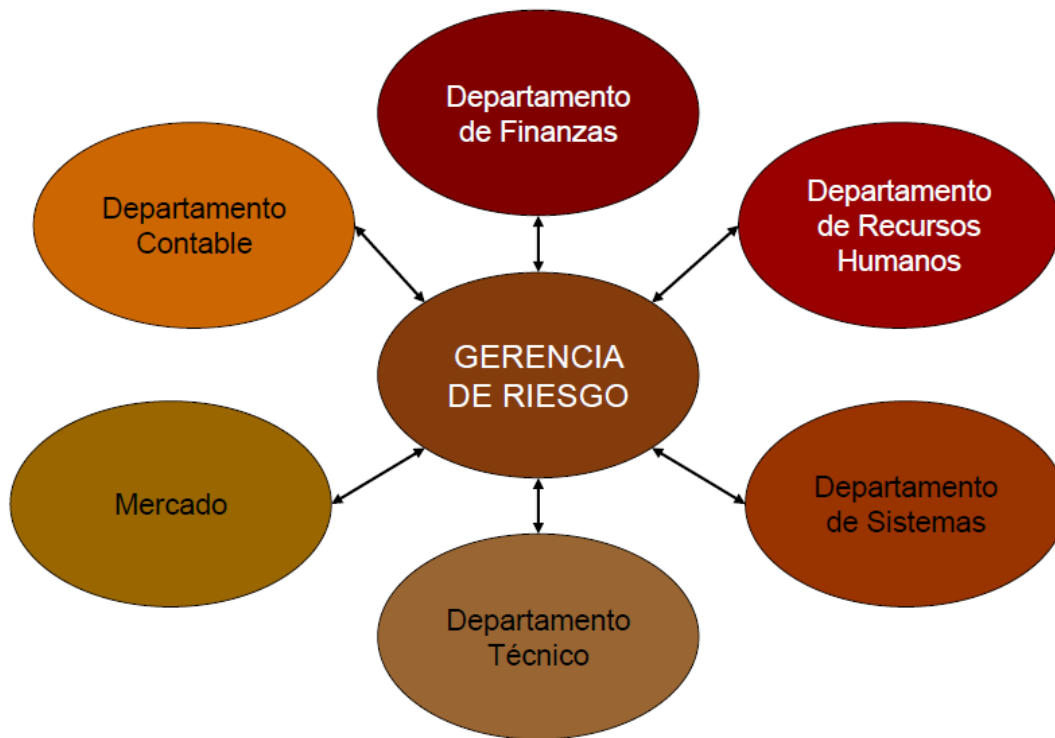 Departamento
de Finanzas
Departamento
Contable
Departamento
de Recursos
Humanos
GERENCIA
DE RIESGO
Mercado
Departamento
de Sistemas
Departamento
Técnico